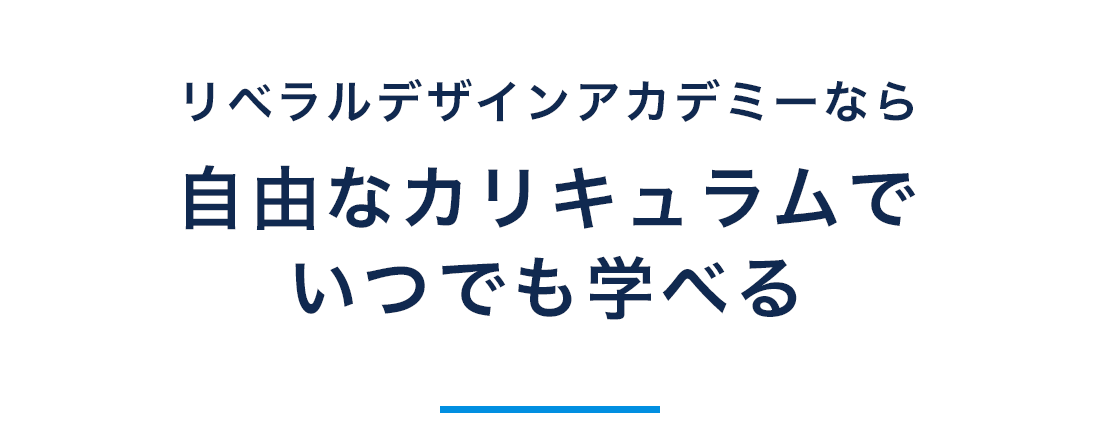 リベラルデザインアカデミーなら
自由なカリキュラムで
いつでも学べる